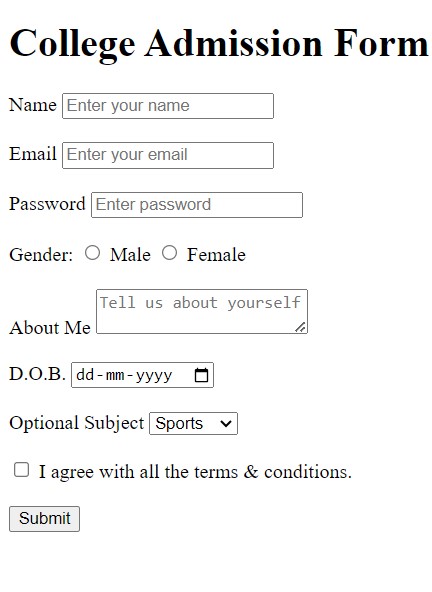 College Admission Form
Name Enter your name
Email Enter your email
Password Enter password
Gender: Male Female
About Me Tell us about yourself
D.O.B. dd-mm-yyyy
Optional Subject Sports
I agree with all the terms & conditions.
Submit